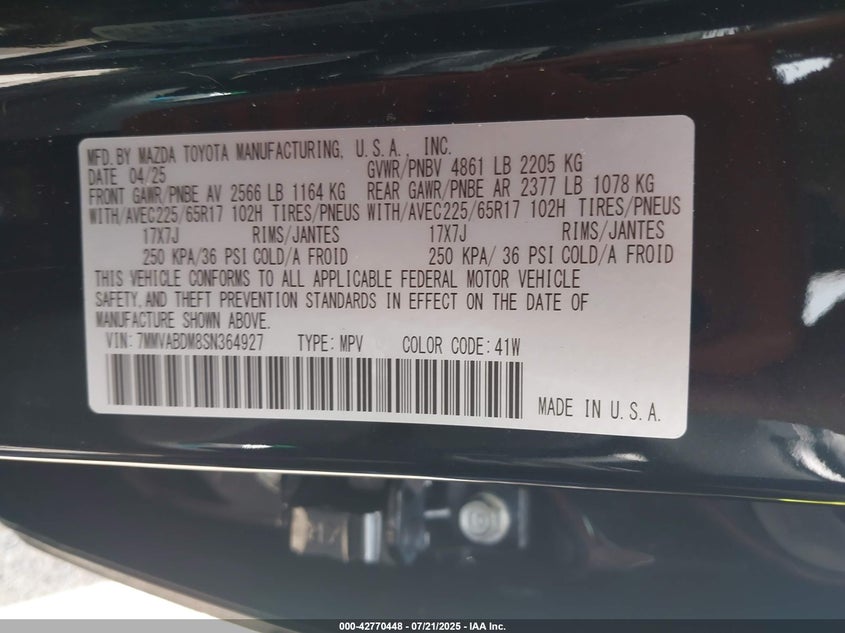 MFD.BY MAZDA TOYOTA MANUFACTURING, U.S.A., INC.
DATE 04/25 GVWR/PNBV 4861 LB 2205 KG
FRONT GAWR/PNBE AV 2566 LB 1164 KG REAR GAWR/PNBE AR 2377 LB 1078 KG
WITH/AVEC225/65R17 102H TIRES/PNEUS WITH/AVEC225/65R17 102H TIRES/PNEUS
17X7J RIMS/JANTES 17X7J RIMS/JANTES
250 KPA/36 PSI COLD/A FROID 250 KPA/ 36 PSI COLD/A FROID
THIS VEHICLE CONFORMS TO ALL APPLICABLE FEDERAL MOTOR VEHICLE
SAFETY, AND THEFT PREVENTION STANDARDS IN EFFECT ON THE DATE OF
MANUFACTURE SHOWN ABOVE.
VIN: 7MMVABDM8SN364927 TYPE: MPV COLOR CODE: 41W
MADE IN U.S.A.
000-42770448 - 07/21/2025 - IAA Inc.